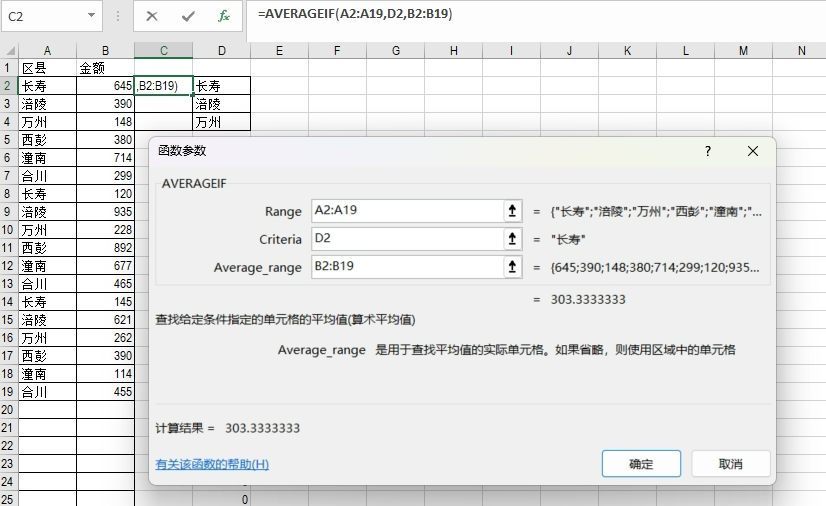 C2 fx =AVERAGEIF(A2:A19,D2,B2:B19)
A B C D E F G H I J K L M N
1 区县 金额
2 长寿 645 ,B2:B19) 长寿
3 涪陵 390 涪陵
4 万州 148 万州
5 西彭 380
函数参数 ?
6 潼南 714
AVERAGEIF
7 合川 299
8 长寿 120
Range A2:A19 = {"长寿";"涪陵";"万州";"西彭";"潼南";"...
9 涪陵 935
10 万州 228
Criteria D2 = "长寿"
11 西彭 892
Average_range B2:B19 = {645;390;148;380;714;299;120;935...
12 潼南 677
13 合川 465
= 303.3333333
14 长寿 145
查找给定条件指定的单元格的平均值(算术平均值)
15 涪陵 621
16 万州 262
Average_range 是用于查找平均值的实际单元格。如果省略，则使用区域中的单元格
17 西彭 390
18 潼南 114
19 合川 455
20
计算结果 = 303.3333333
21
22
有关该函数的帮助(H) 确定 取消
23
24
25 0